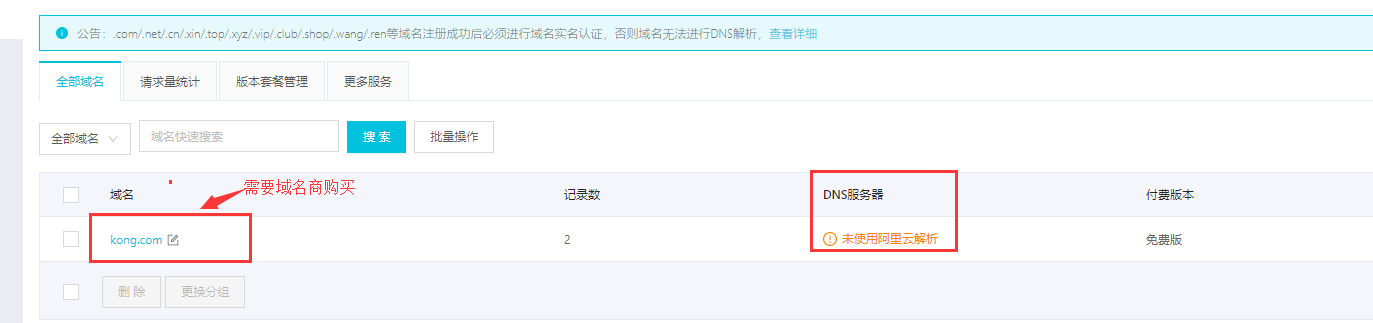 公告：.com/.net/.cn/.xin/.top/.xyz/.vip/.club/.shop/.wang/.ren等域名注册成功后必须进行域名实名认证，否则域名无法进行DNS解析，查看详细
全部域名 请求量统计 版本套餐管理 更多服务
全部域名 域名快速搜索 搜 索 批量操作
需要域名商购买
域名 记录数 DNS服务器 付费版本
kong.com 2 未使用阿里云解析 免费版
删 除 更换分组